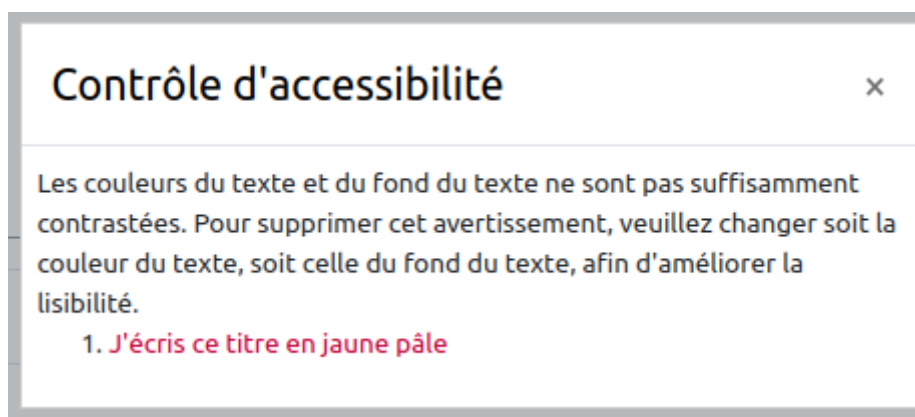 Contrôle d'accessibilité
×
Les couleurs du texte et du fond du texte ne sont pas suffisamment
contrastées. Pour supprimer cet avertissement, veuillez changer soit la
couleur du texte, soit celle du fond du texte, afin d'améliorer la
lisibilité.
1. J'écris ce titre en jaune pâle